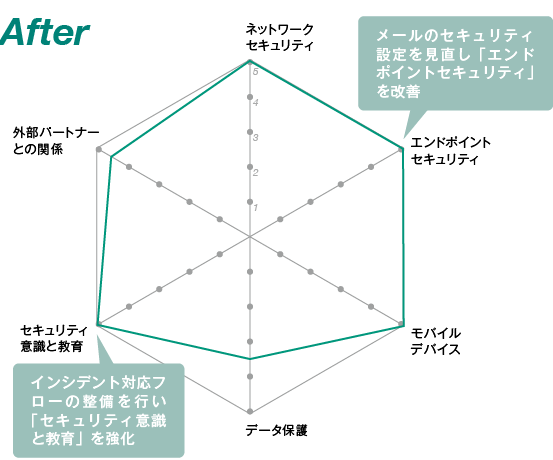 After
ネットワーク
セキュリティ
メールのセキュリティ
設定を見直し「エンド
ポイントセキュリティ」
を改善
5
4
3
2
1
外部パートナー
との関係
エンドポイント
セキュリティ
セキュリティ
意識と教育
モバイル
デバイス
インシデント対応フ
ローの整備を行い
「セキュリティ意識
と教育」を強化
データ保護